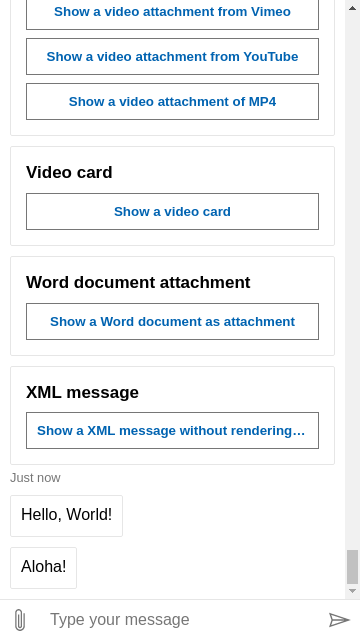 Show a video attachment from Vimeo
Show a video attachment from YouTube
Show a video attachment of MP4
Video card
Show a video card
Word document attachment
Show a Word document as attachment
XML message
Show a XML message without rendering…
Just now
Hello, World!
Aloha!
Type your message